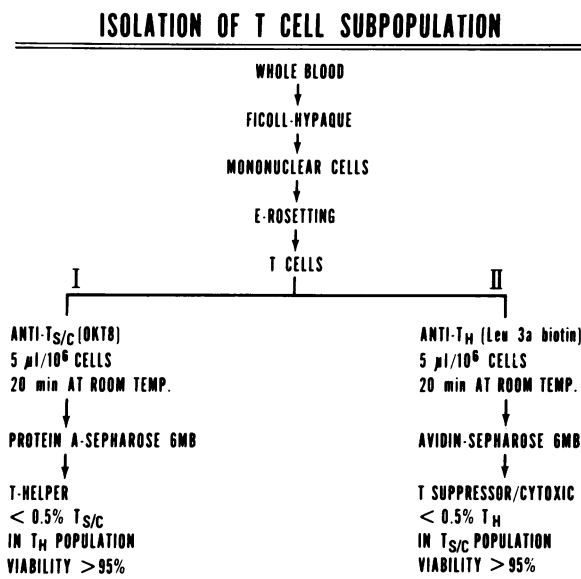 ISOLATION OF T CELL SUBPOPULATION
WHOLE BLOOD
FICOLL-HYPAQUE
MONONUCLEAR CELLS
E-ROSETTING
T CELLS
I
ANTI-TS/C (OKT8)
5 µl/10⁶ CELLS
20 min AT ROOM TEMP.
PROTEIN A-SEPHAROSE 6MB
T-HELPER
< 0.5% TS/C
IN TH POPULATION
VIABILITY >95%
II
ANTI-TH (Leu 3a biotin)
5 µl/10⁶ CELLS
20 min AT ROOM TEMP.
AVIDIN-SEPHAROSE 6MB
T SUPPRESSOR/CYTOXIC
< 0.5% TH
IN TS/C POPULATION
VIABILITY >95%